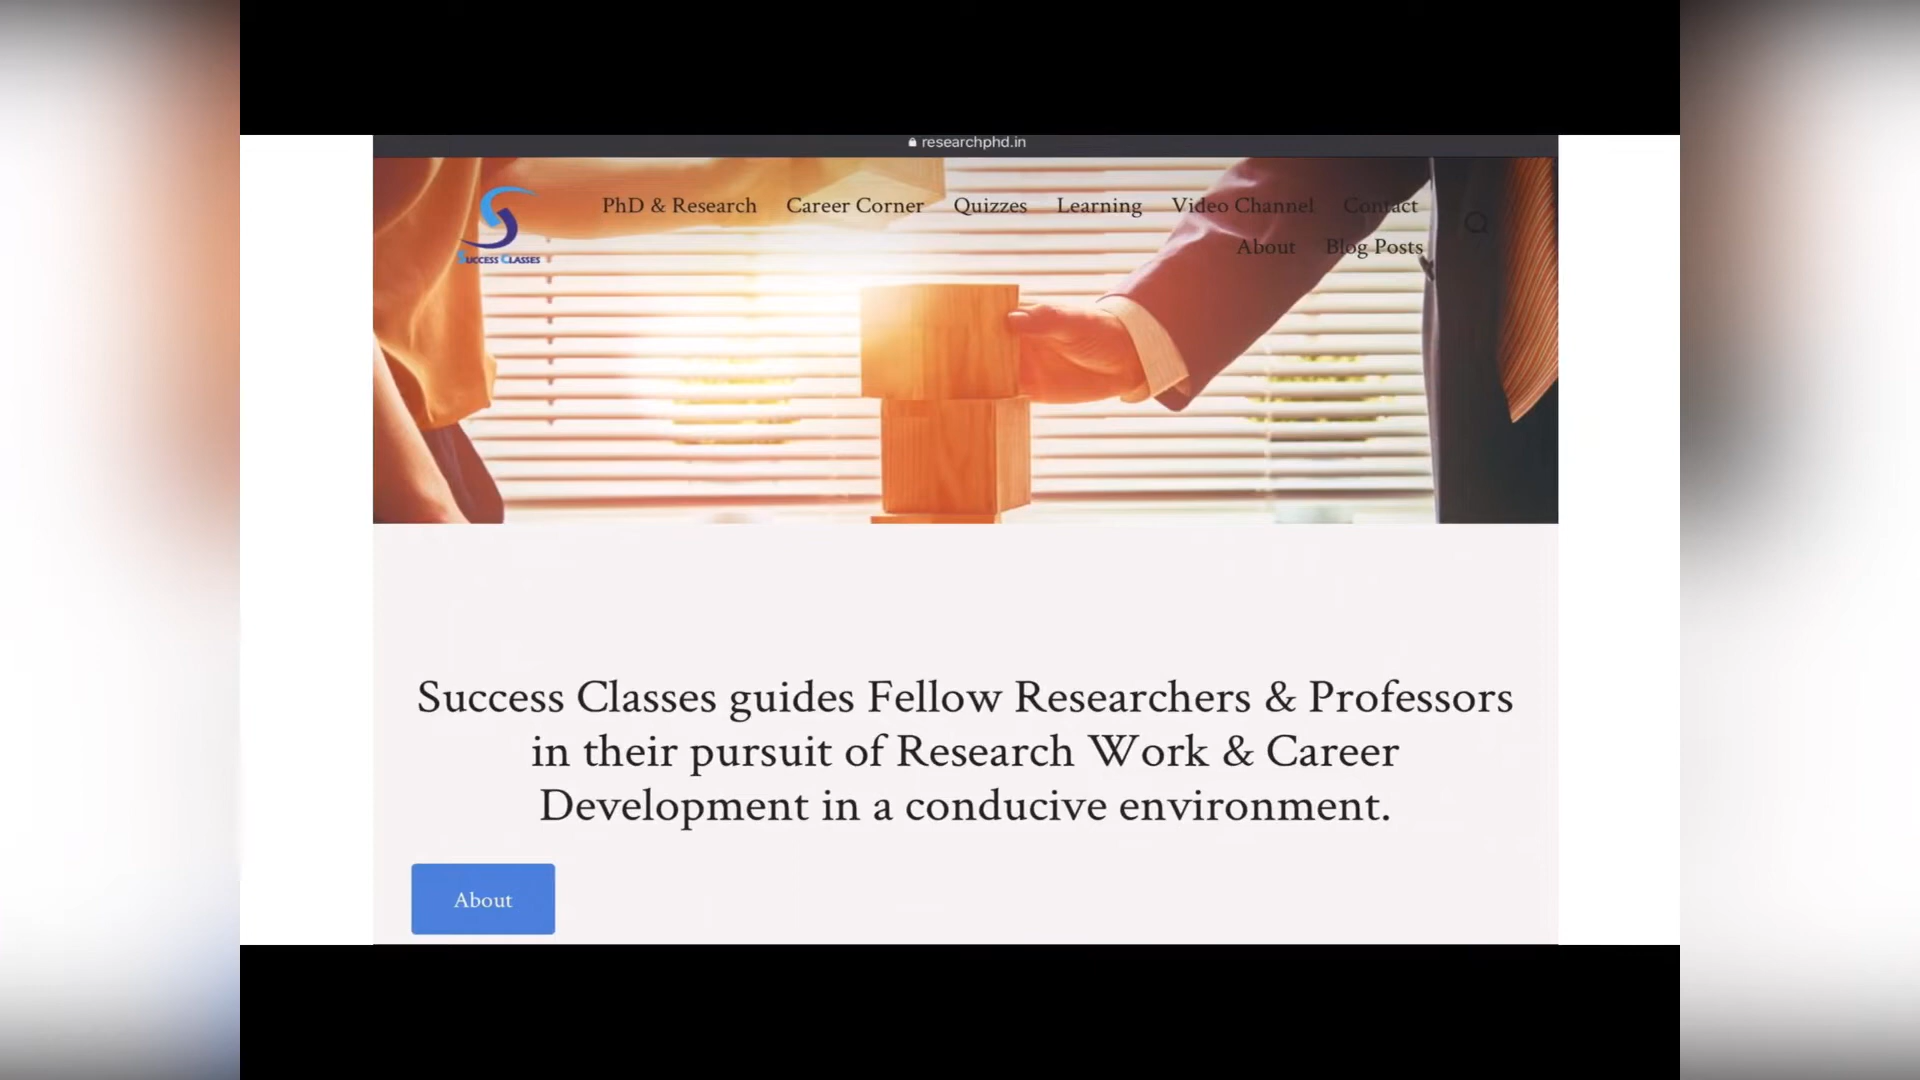 researchphd.in
PhD & Research Career Corner Quizzes Learning Video Channel Contact
About Blog Posts
SUCCESS CLASSES
Success Classes guides Fellow Researchers & Professors
in their pursuit of Research Work & Career
Development in a conducive environment.
About